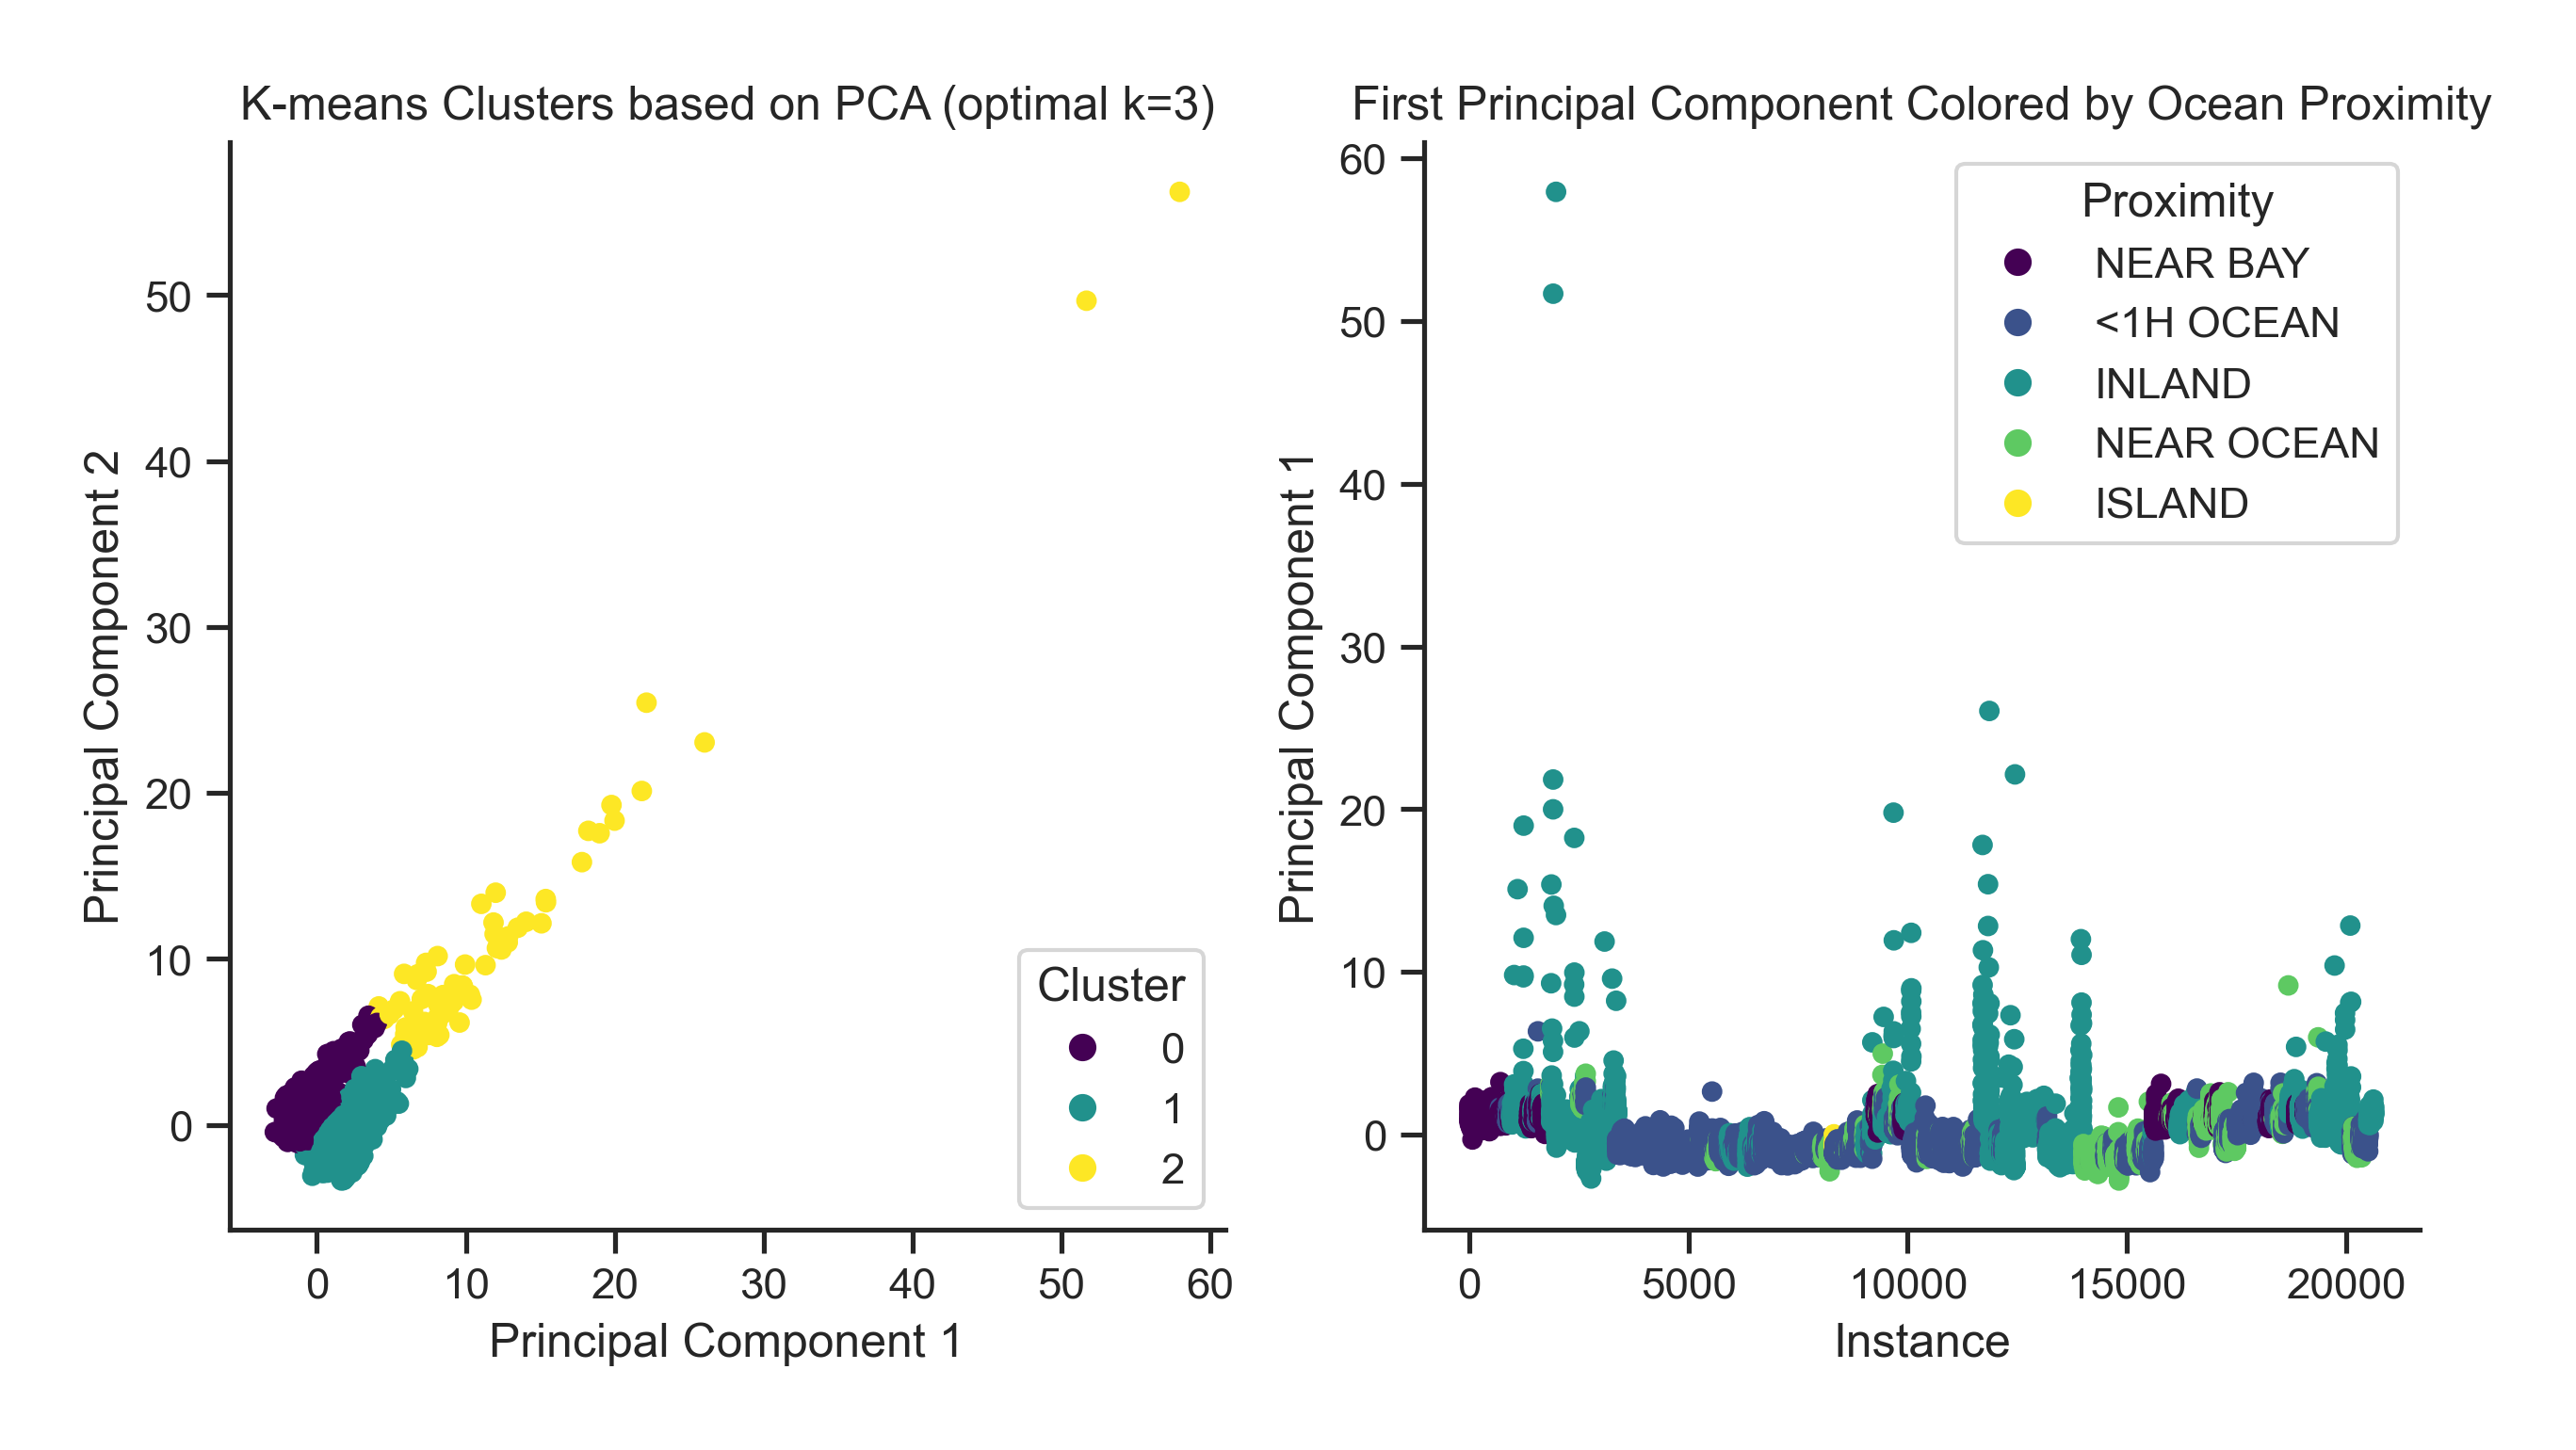 K-means Clusters based on PCA (optimal k=3)
Principal Component 2
50
40
30
20
10
0
0 10 20 30 40 50 60
Principal Component 1
Cluster
0
1
2
First Principal Component Colored by Ocean Proximity
Principal Component 1
60
50
40
30
20
10
0
0 5000 10000 15000 20000
Instance
Proximity
NEAR BAY
<1H OCEAN
INLAND
NEAR OCEAN
ISLAND